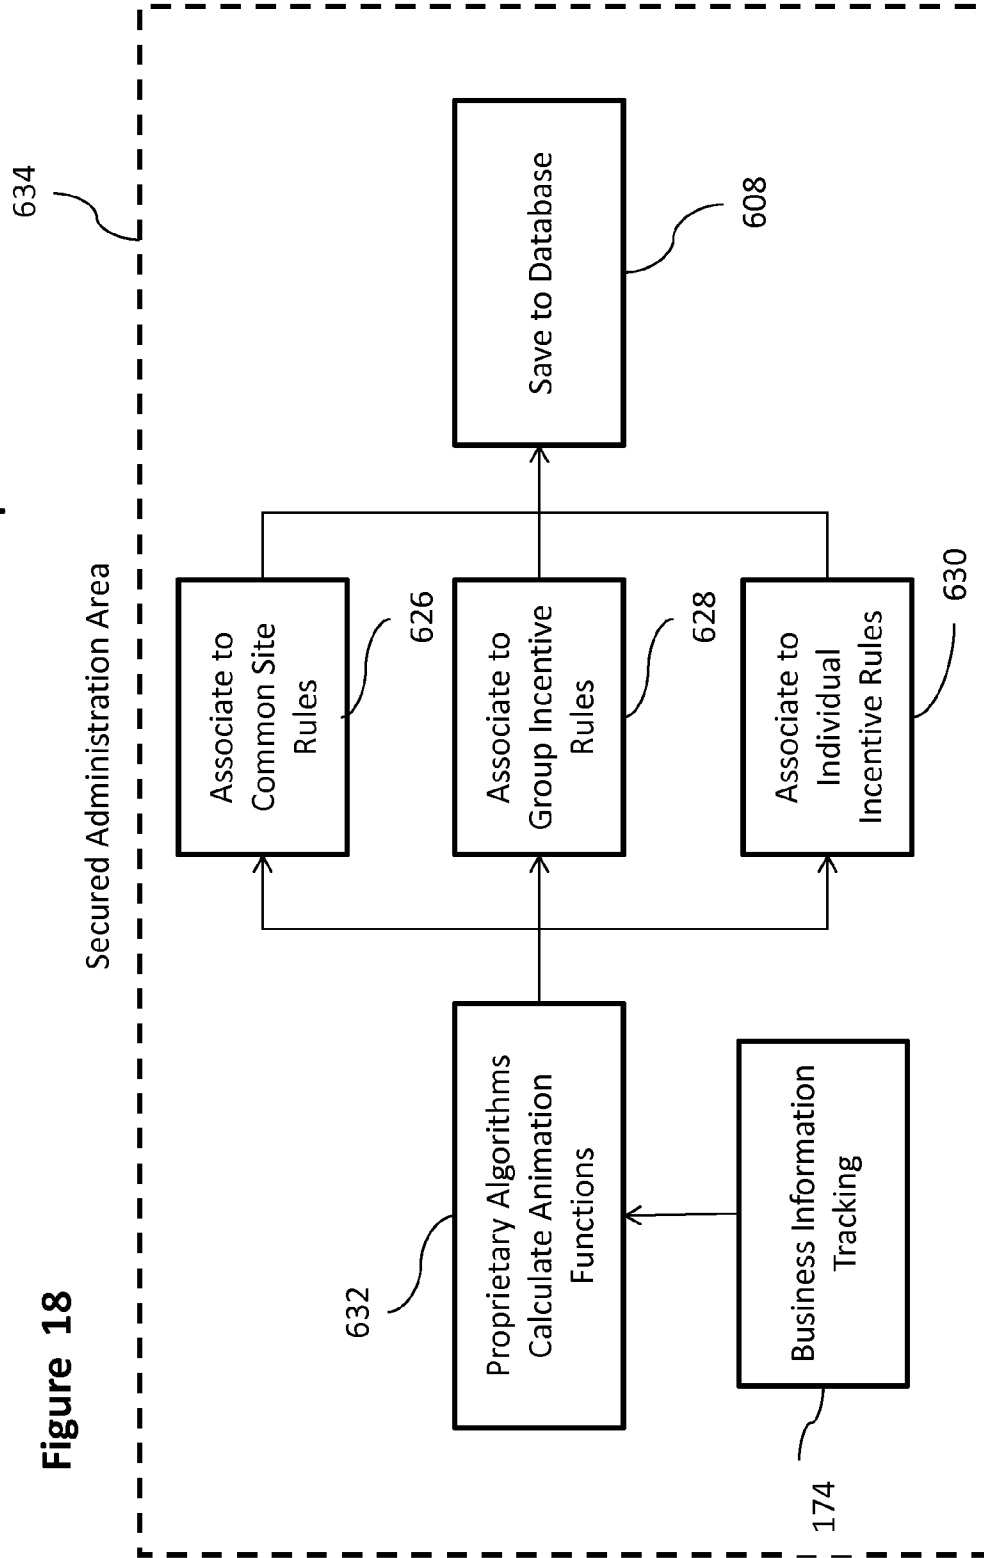 Figure 18
Secured Administration Area
634
632
Proprietary Algorithms
Calculate Animation
Functions
Business Information
Tracking
174
Associate to
Common Site
Rules
626
Associate to
Group Incentive
Rules
628
Associate to
Individual
Incentive Rules
630
Save to Database
608